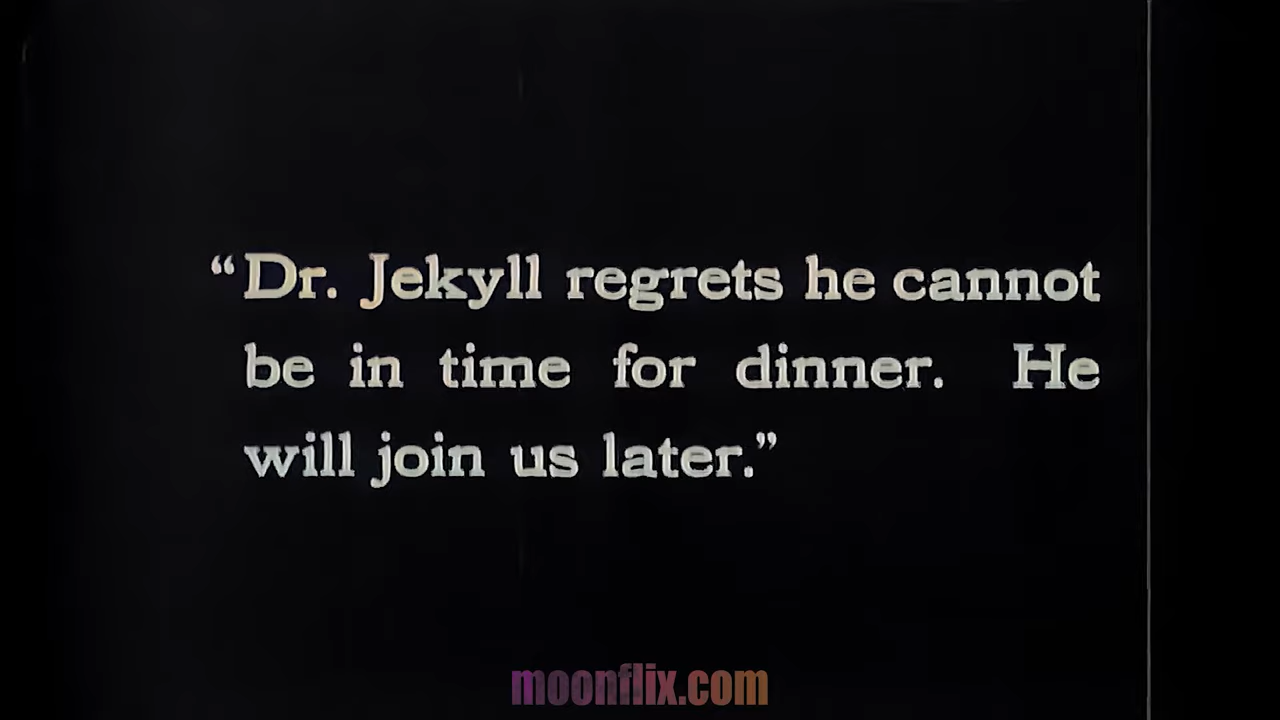 “Dr. Jekyll regrets he cannot
be in time for dinner. He
will join us later.”
moonflix.com